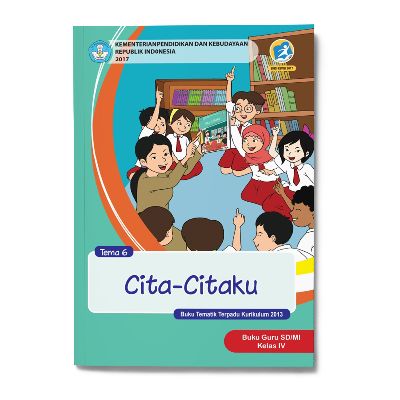 KEMENTERIANPENDIDIKAN DAN KEBUDAYAAN
REPUBLIK INDONESIA
2017
Tema 6
Cita-Citaku
Buku Tematik Terpadu Kurikulum 2013
Buku Guru SD/MI
Kelas IV